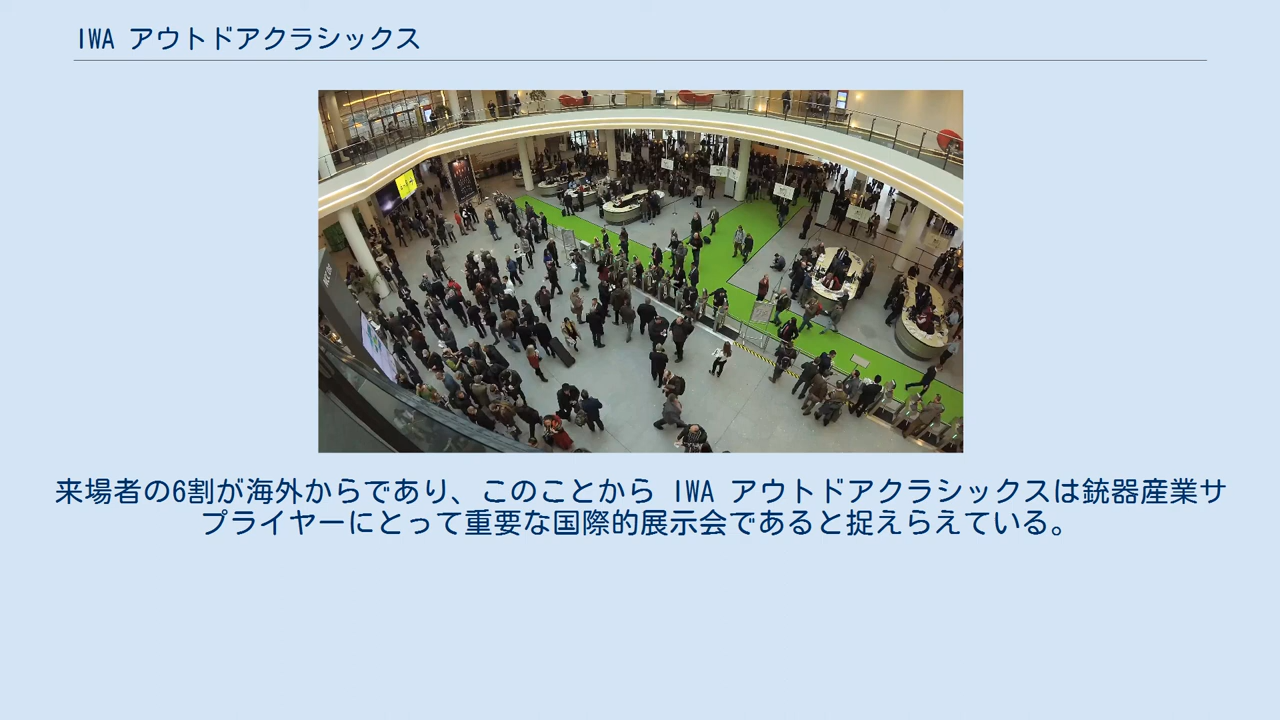 IWA アウトドアクラシックス
来場者の6割が海外からであり、このことから IWA アウトドアクラシックスは銃器産業サ
プライヤーにとって重要な国際的展示会であると捉えらえている。